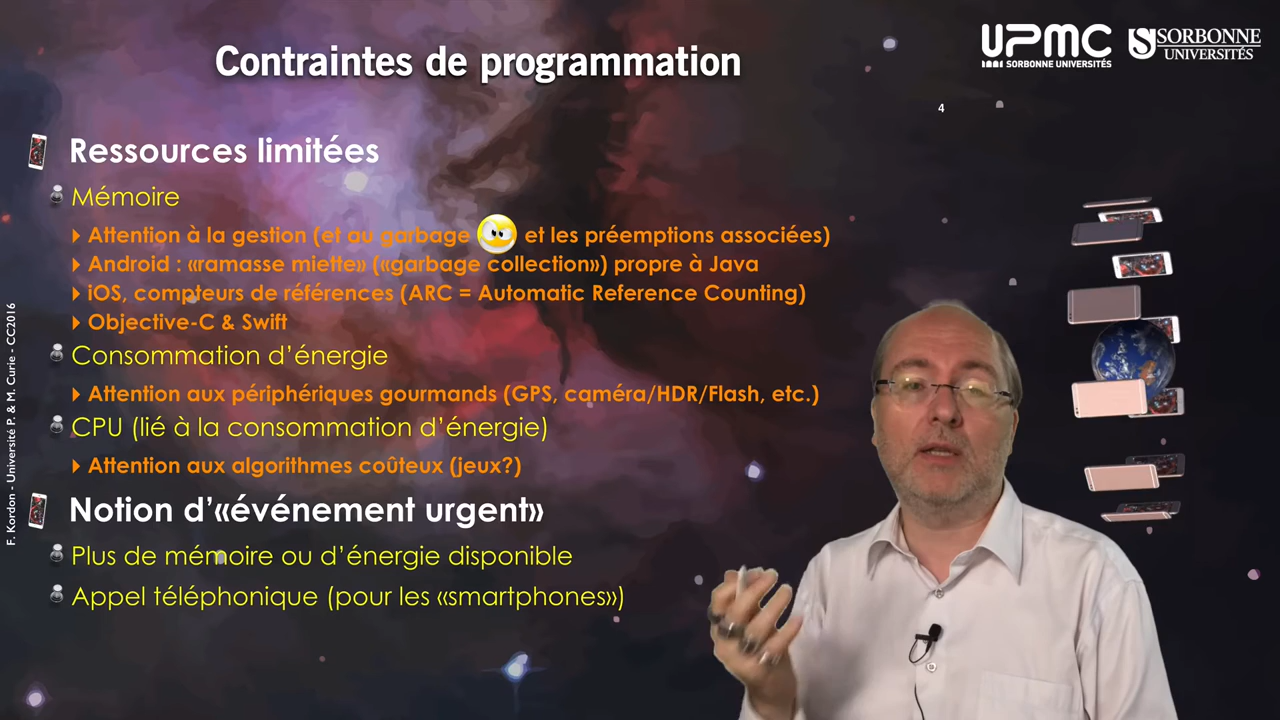 Contraintes de programmation
UPMC
SORBONNE UNIVERSITÉS
SORBONNE
UNIVERSITÉS
4
Ressources limitées
Mémoire
Attention à la gestion (et au garbage et les préemptions associées)
Android : «ramasse miette» («garbage collection») propre à Java
iOS, compteurs de références (ARC = Automatic Reference Counting)
Objective-C & Swift
Consommation d'énergie
Attention aux périphériques gourmands (GPS, caméra/HDR/Flash, etc.)
CPU (lié à la consommation d'énergie)
Attention aux algorithmes coûteux (jeux?)
Notion d'«événement urgent»
Plus de mémoire ou d'énergie disponible
Appel téléphonique (pour les «smartphones»)
F. Kordon - Université P. & M. Curie - CC2016